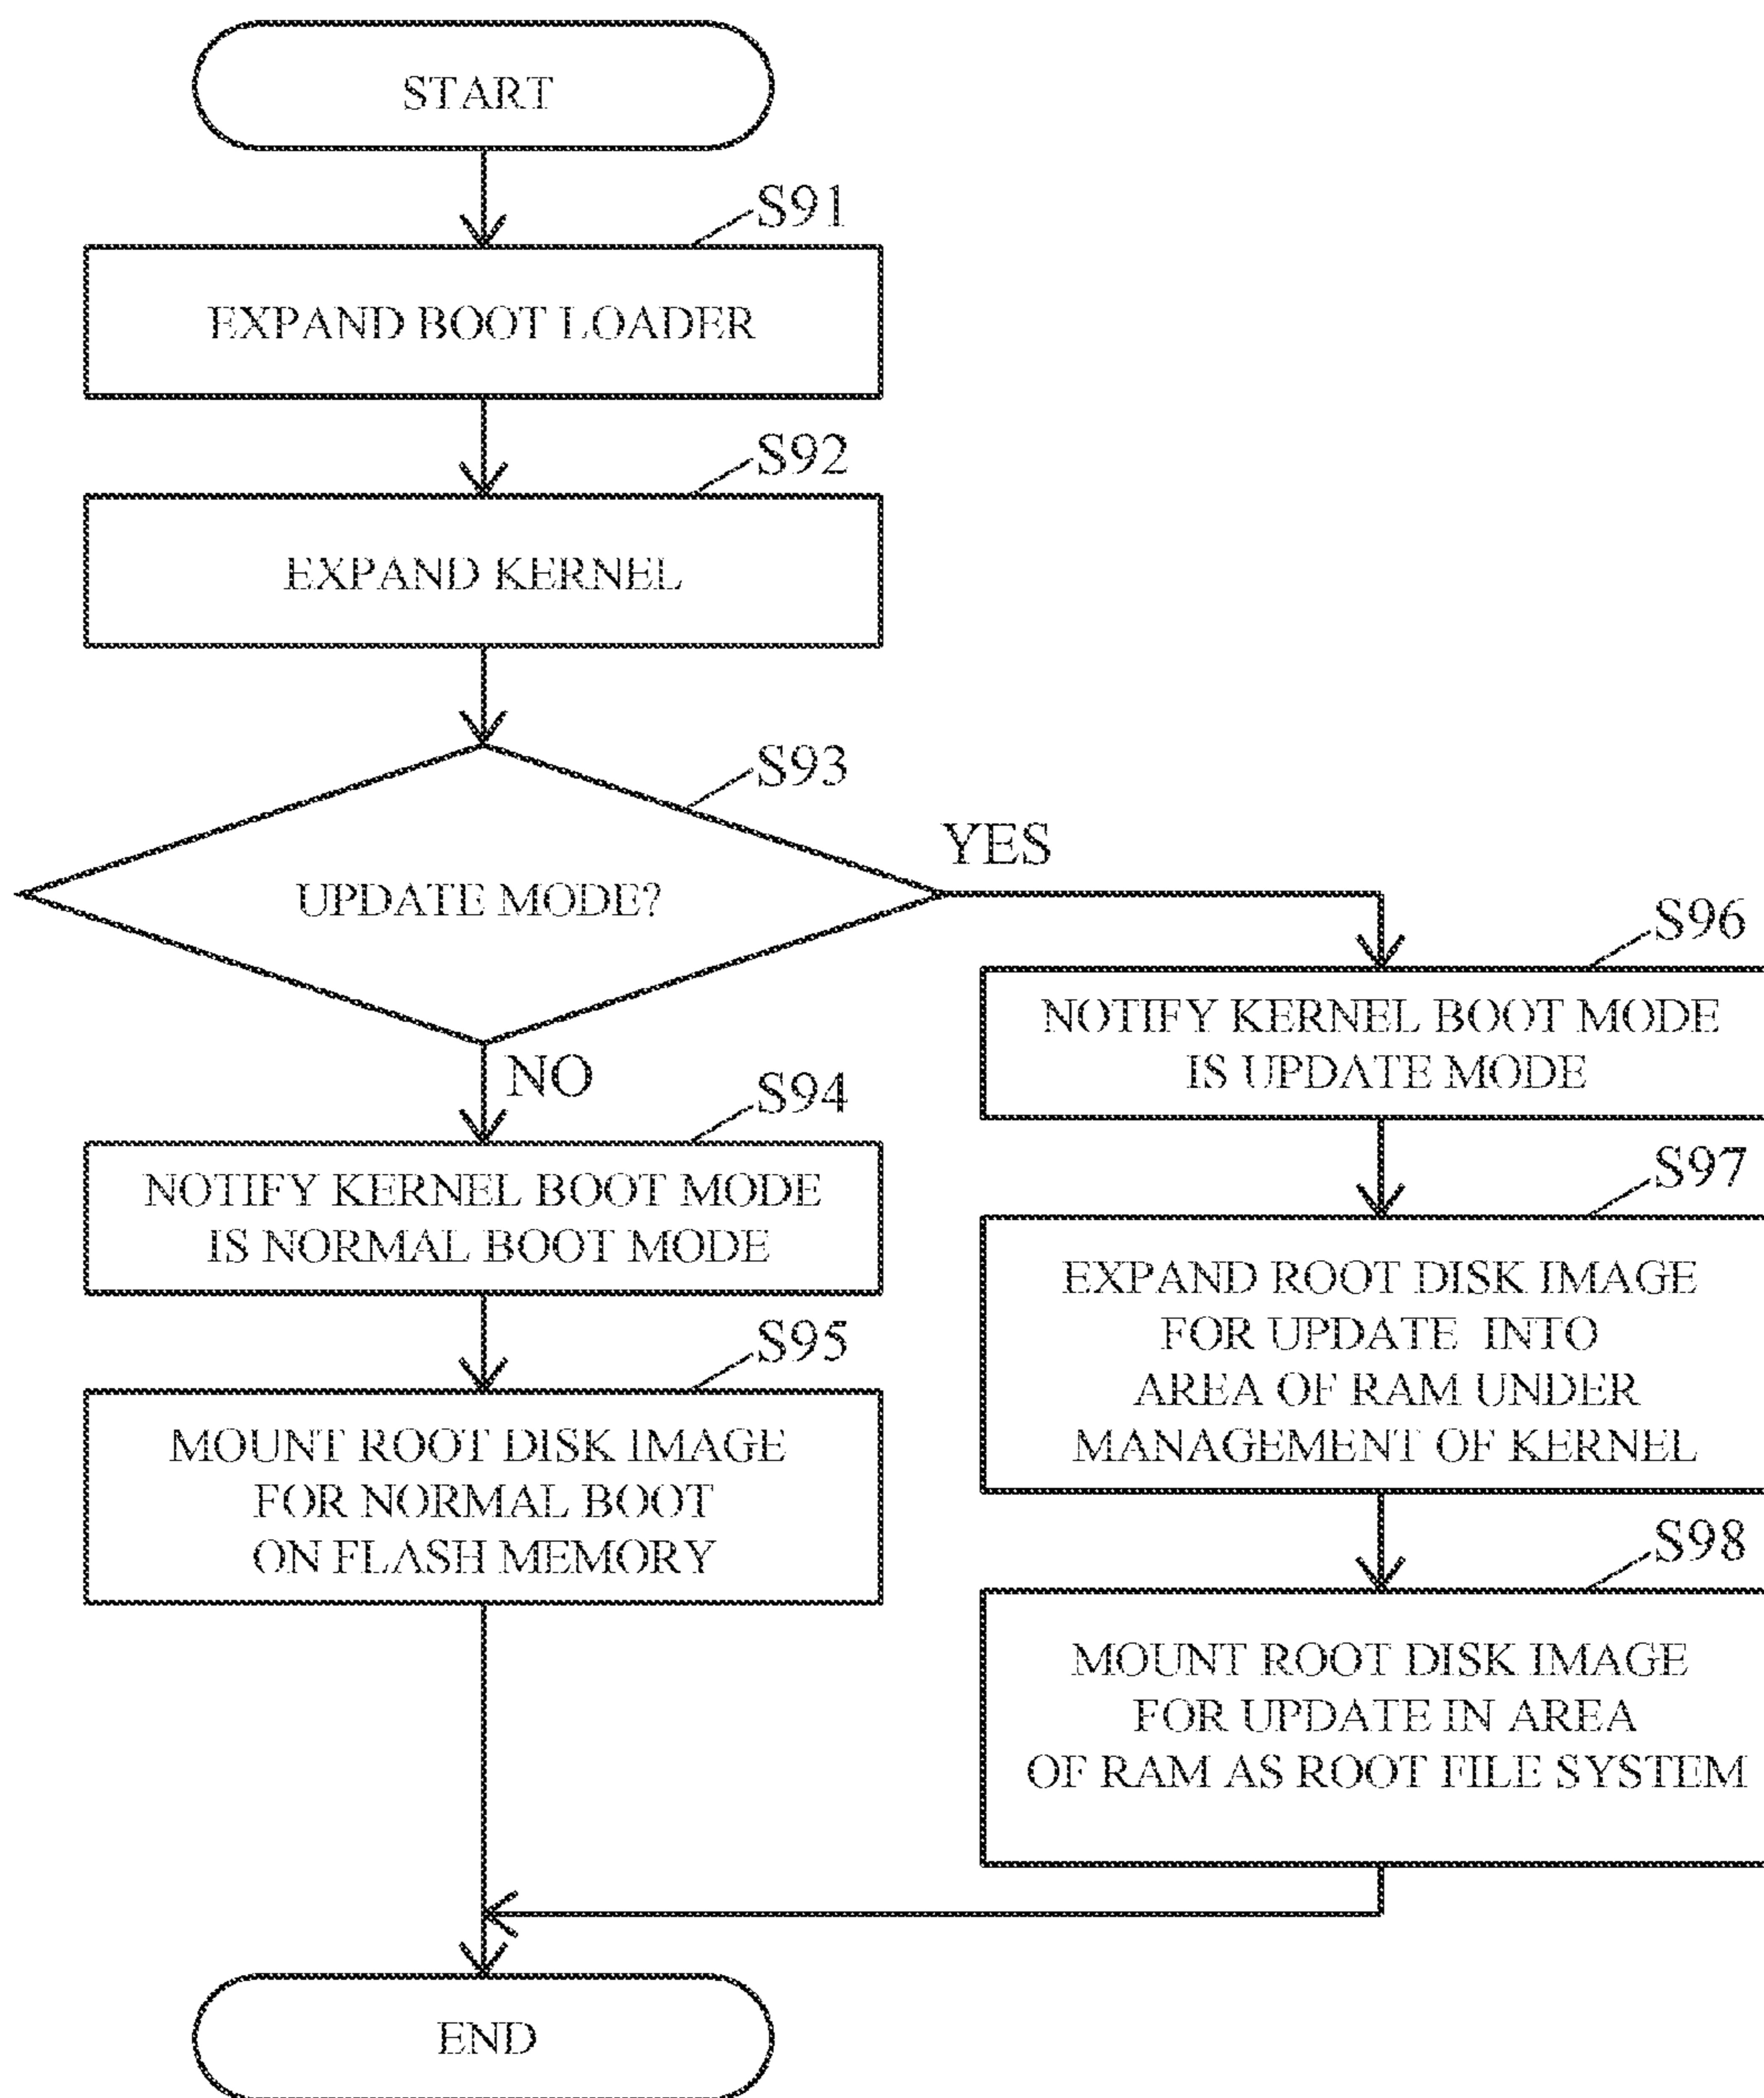 START
S91
EXPAND BOOT LOADER
S92
EXPAND KERNEL
S93
UPDATE MODE?
YES
NO
S94
NOTIFY KERNEL BOOT MODE
IS NORMAL BOOT MODE
S95
MOUNT ROOT DISK IMAGE
FOR NORMAL BOOT
ON FLASH MEMORY
S96
NOTIFY KERNEL BOOT MODE
IS UPDATE MODE
S97
EXPAND ROOT DISK IMAGE
FOR UPDATE INTO
AREA OF RAM UNDER
MANAGEMENT OF KERNEL
S98
MOUNT ROOT DISK IMAGE
FOR UPDATE IN AREA
OF RAM AS ROOT FILE SYSTEM
END